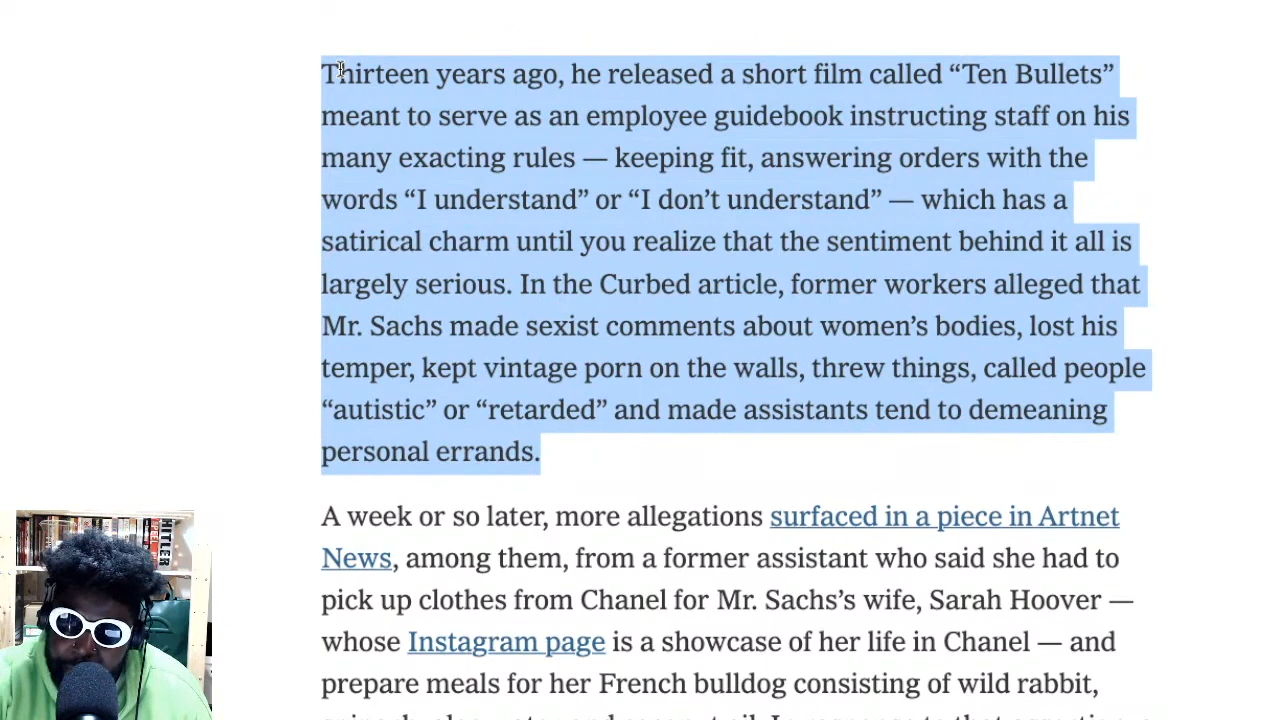 Thirteen years ago, he released a short film called “Ten Bullets”
meant to serve as an employee guidebook instructing staff on his
many exacting rules — keeping fit, answering orders with the
words “I understand” or “I don’t understand” — which has a
satirical charm until you realize that the sentiment behind it all is
largely serious. In the Curbed article, former workers alleged that
Mr. Sachs made sexist comments about women’s bodies, lost his
temper, kept vintage porn on the walls, threw things, called people
“autistic” or “retarded” and made assistants tend to demeaning
personal errands.
A week or so later, more allegations surfaced in a piece in Artnet
News, among them, from a former assistant who said she had to
pick up clothes from Chanel for Mr. Sachs’s wife, Sarah Hoover —
whose Instagram page is a showcase of her life in Chanel — and
prepare meals for her French bulldog consisting of wild rabbit,
HITLER